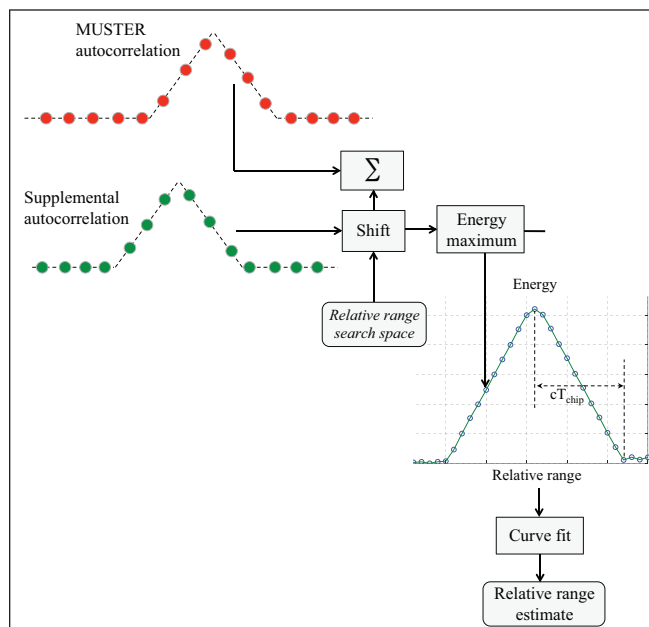 MUSTER
autocorrelation
Σ
Supplemental
autocorrelation
Shift
Energy
maximum
Relative range
search space
Energy
cT_chip
Relative range
Curve fit
Relative range
estimate